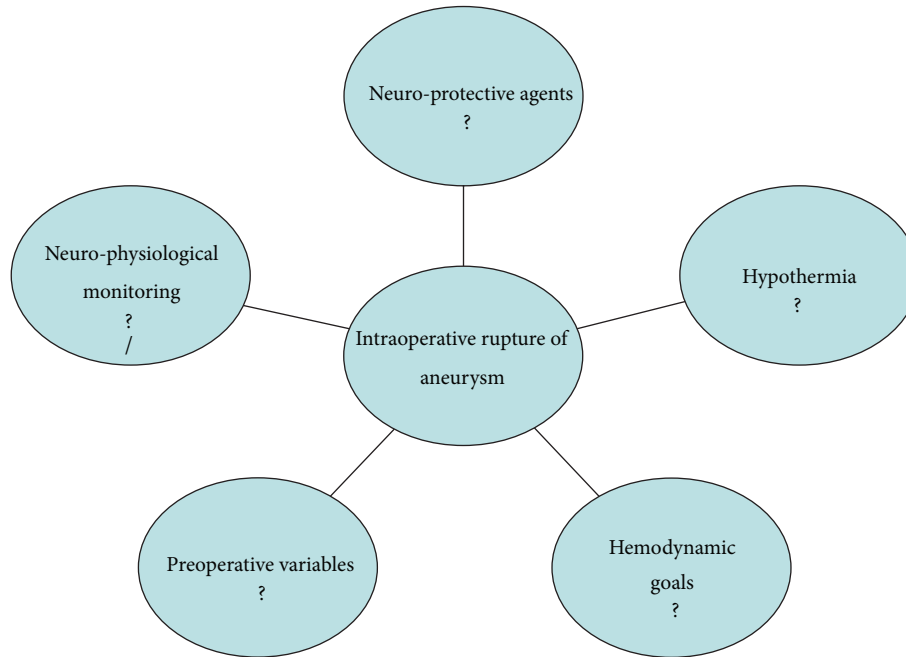 Neuro-protective agents
?
Neuro-physiological
monitoring
?
/
Hypothermia
?
Intraoperative rupture of
aneurysm
Preoperative variables
?
Hemodynamic
goals
?